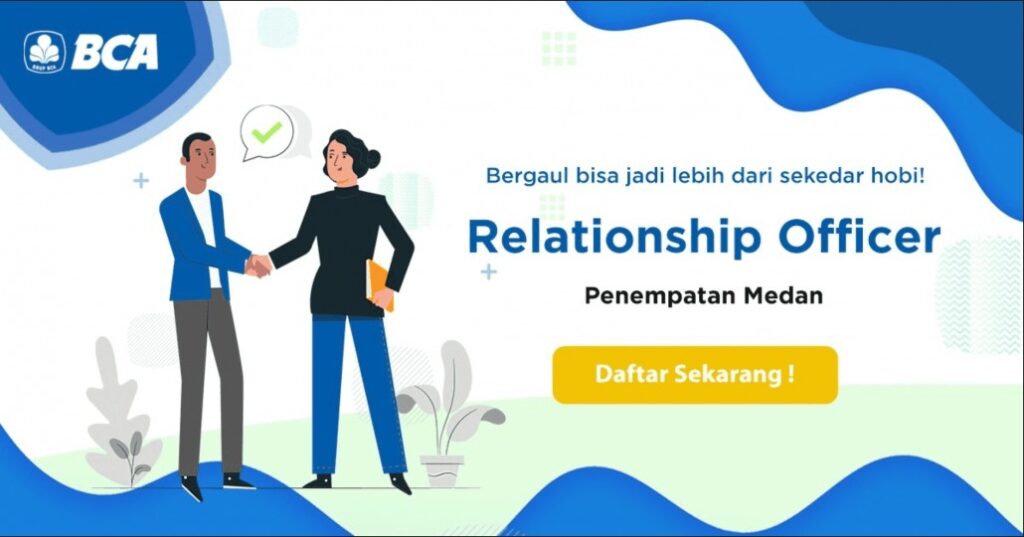 BCA
Bergaul bisa jadi lebih dari sekedar hobi!
Relationship Officer
Penempatan Medan
Daftar Sekarang !